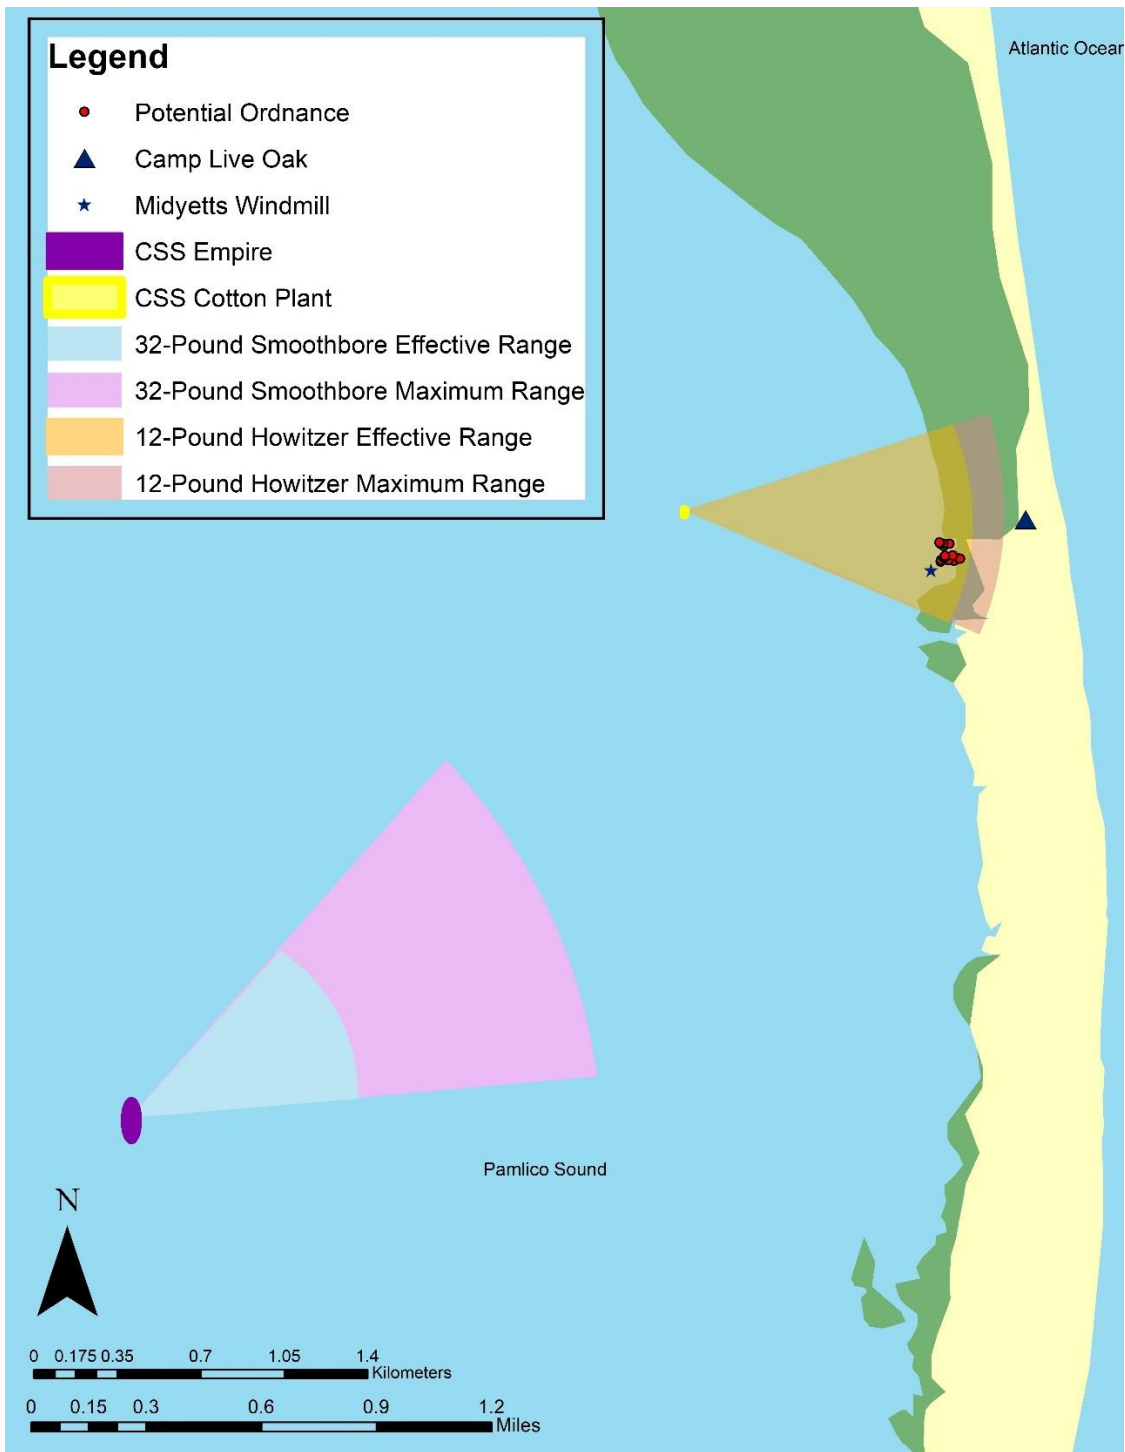 Legend
Potential Ordnance
Camp Live Oak
Midyetts Windmill
CSS Empire
CSS Cotton Plant
32-Pound Smoothbore Effective Range
32-Pound Smoothbore Maximum Range
12-Pound Howitzer Effective Range
12-Pound Howitzer Maximum Range
Atlantic Ocean
Pamlico Sound
N
0 0.175 0.35 0.7 1.05 1.4
Kilometers
0 0.15 0.3 0.6 0.9 1.2
Miles